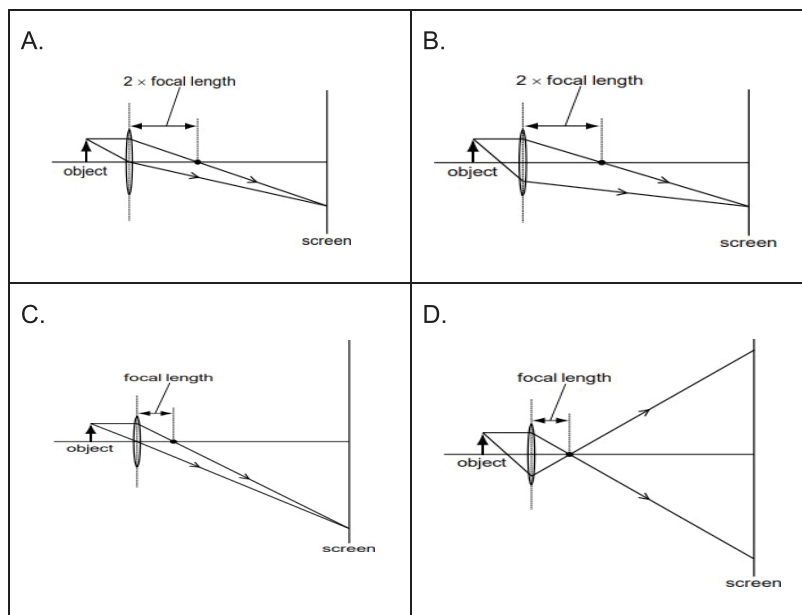 A.
2 × focal length
object
screen
B.
2 × focal length
object
screen
C.
focal length
object
screen
D.
focal length
object
screen